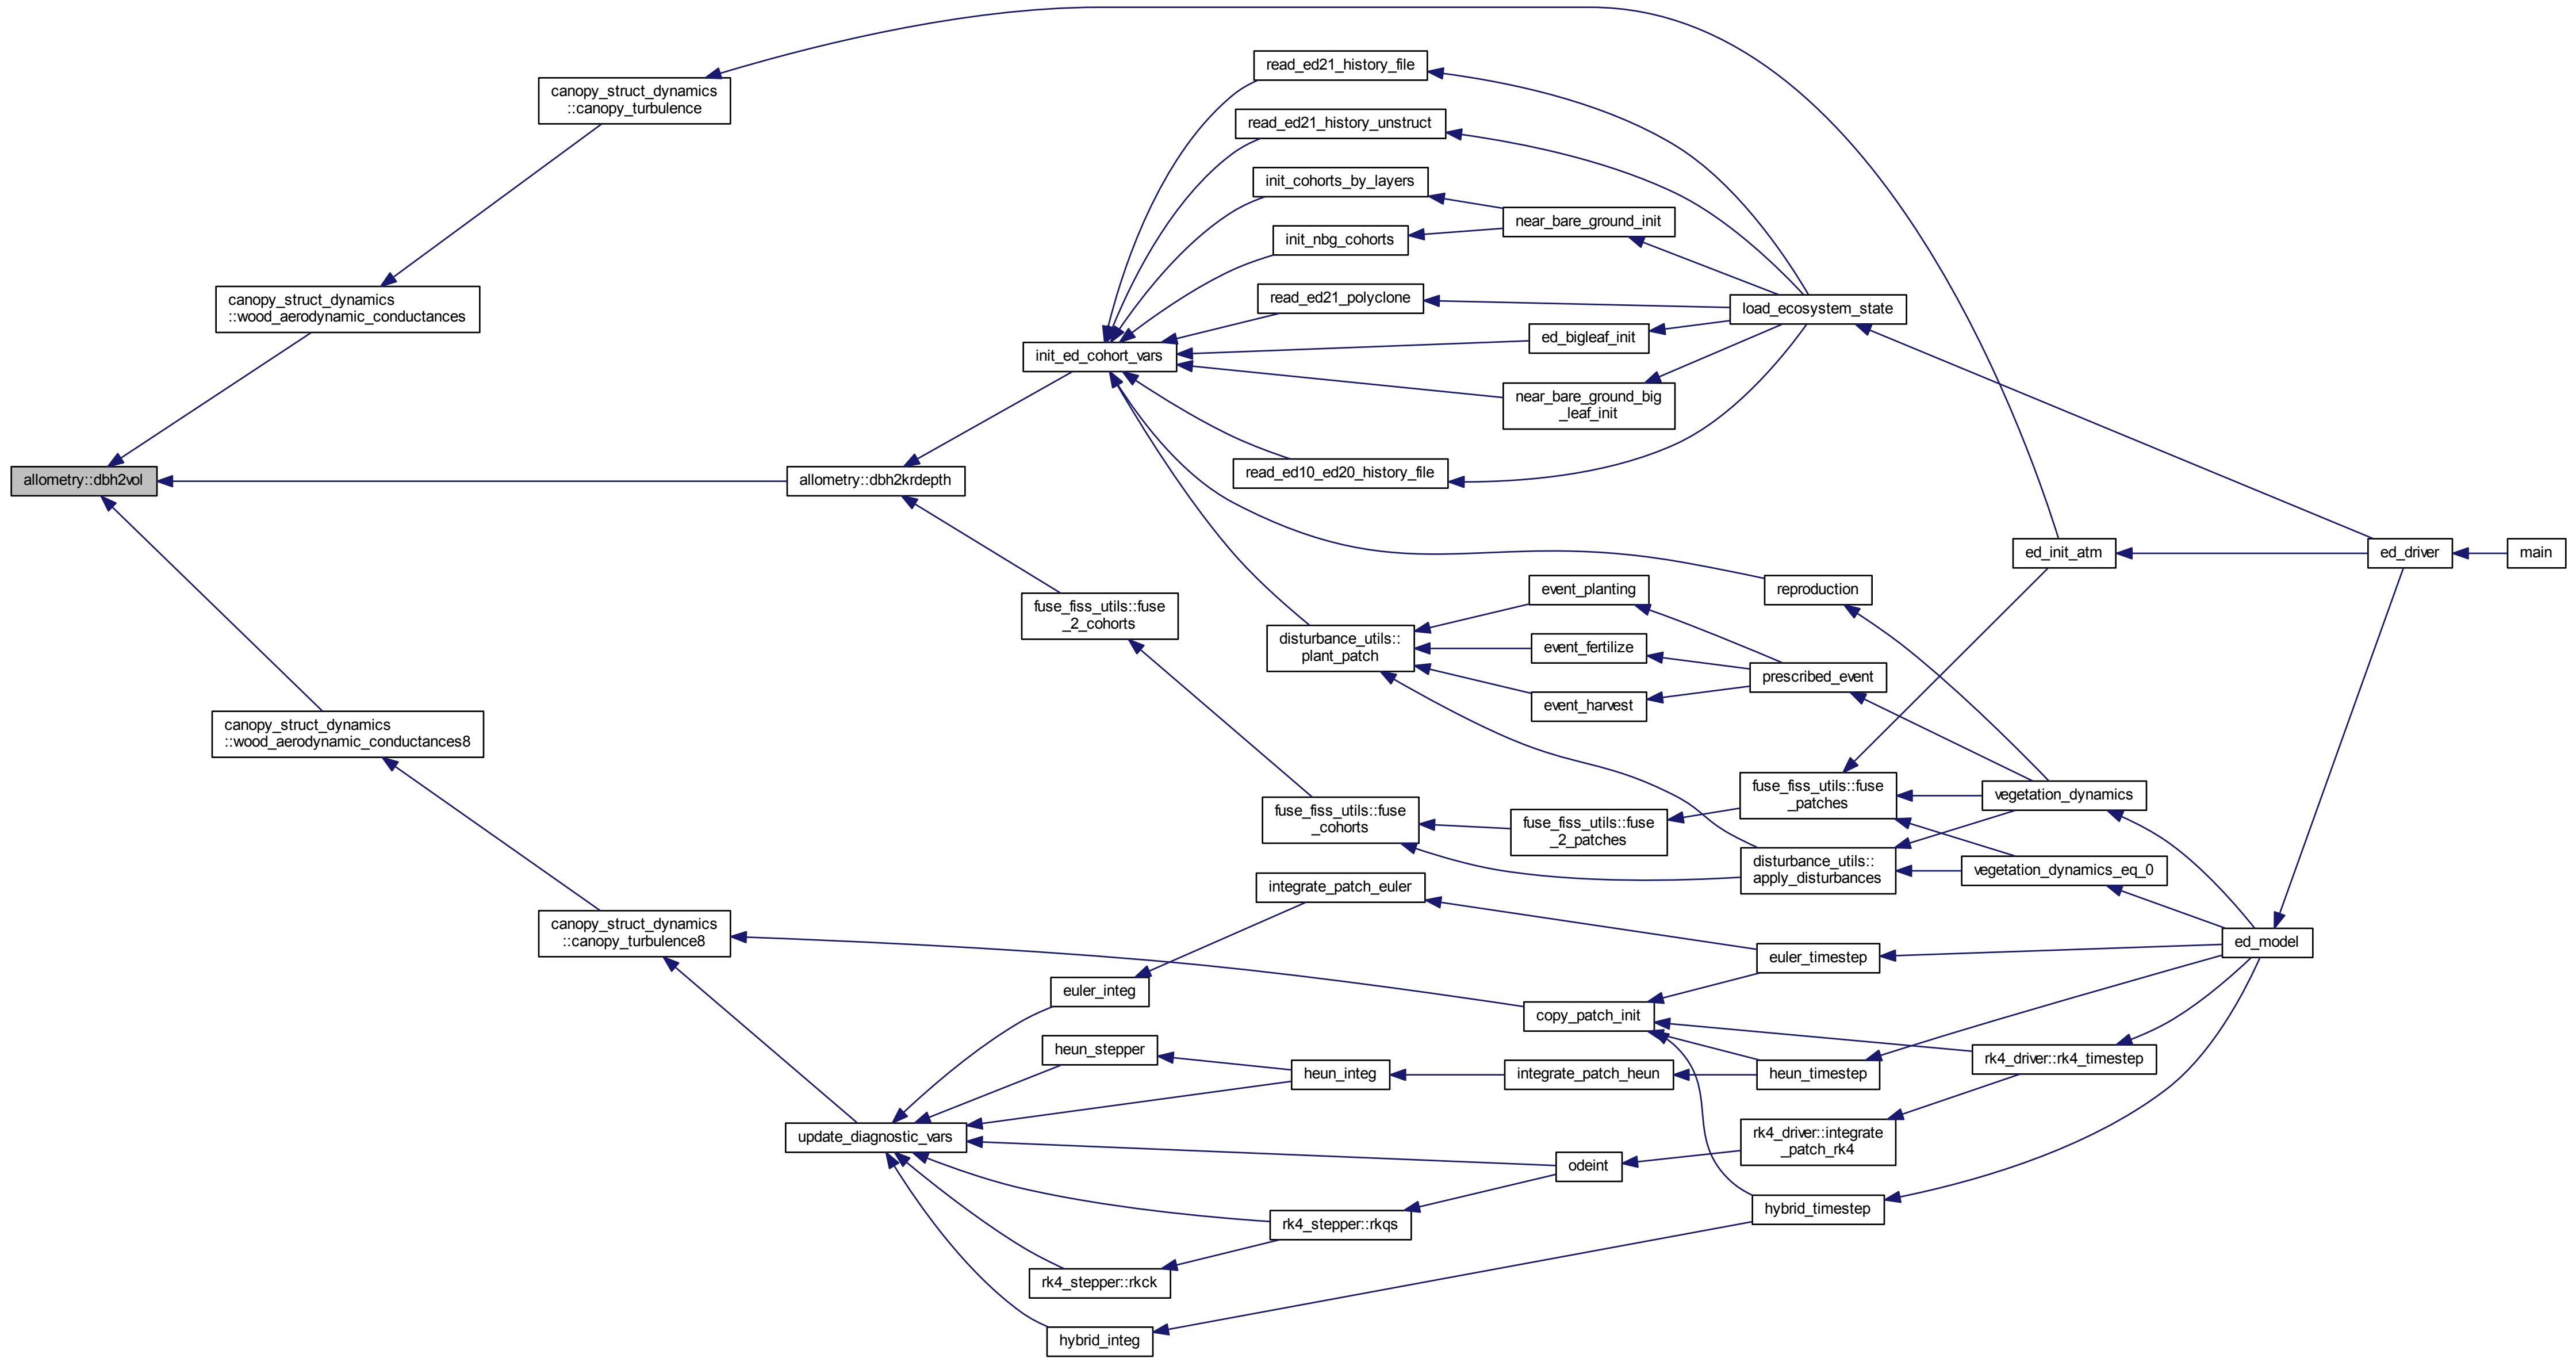 allometry::dbh2vol
canopy_struct_dynamics
::wood_aerodynamic_conductances
canopy_struct_dynamics
::wood_aerodynamic_conductances8
canopy_struct_dynamics
::canopy_turbulence
allometry::dbh2krdepth
canopy_struct_dynamics
::canopy_turbulence8
update_diagnostic_vars
init_ed_cohort_vars
fuse_fiss_utils::fuse
_2_cohorts
euler_integ
heun_stepper
rk4_stepper::rkck
hybrid_integ
read_ed21_history_file
read_ed21_history_unstruct
init_cohorts_by_layers
init_nbg_cohorts
read_ed21_polyclone
read_ed10_ed20_history_file
disturbance_utils::
plant_patch
fuse_fiss_utils::fuse
_cohorts
integrate_patch_euler
heun_integ
rk4_stepper::rkqs
near_bare_ground_init
ed_bigleaf_init
near_bare_ground_big
_leaf_init
event_planting
event_fertilize
event_harvest
fuse_fiss_utils::fuse
_2_patches
copy_patch_init
integrate_patch_heun
odeint
load_ecosystem_state
reproduction
prescribed_event
fuse_fiss_utils::fuse
_patches
disturbance_utils::
apply_disturbances
euler_timestep
heun_timestep
rk4_driver::integrate
_patch_rk4
hybrid_timestep
ed_init_atm
vegetation_dynamics
vegetation_dynamics_eq_0
rk4_driver::rk4_timestep
ed_model
ed_driver
main